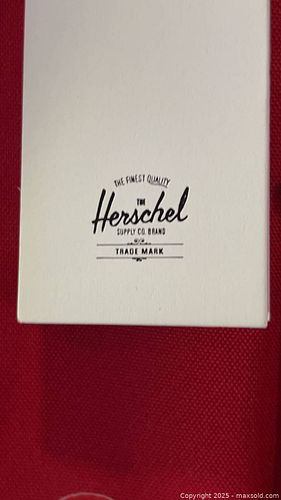 THE FINEST QUALITY
THE
Herschel
SUPPLY CO. BRAND
TRADE MARK
Copyright 2025 - maxsold.com